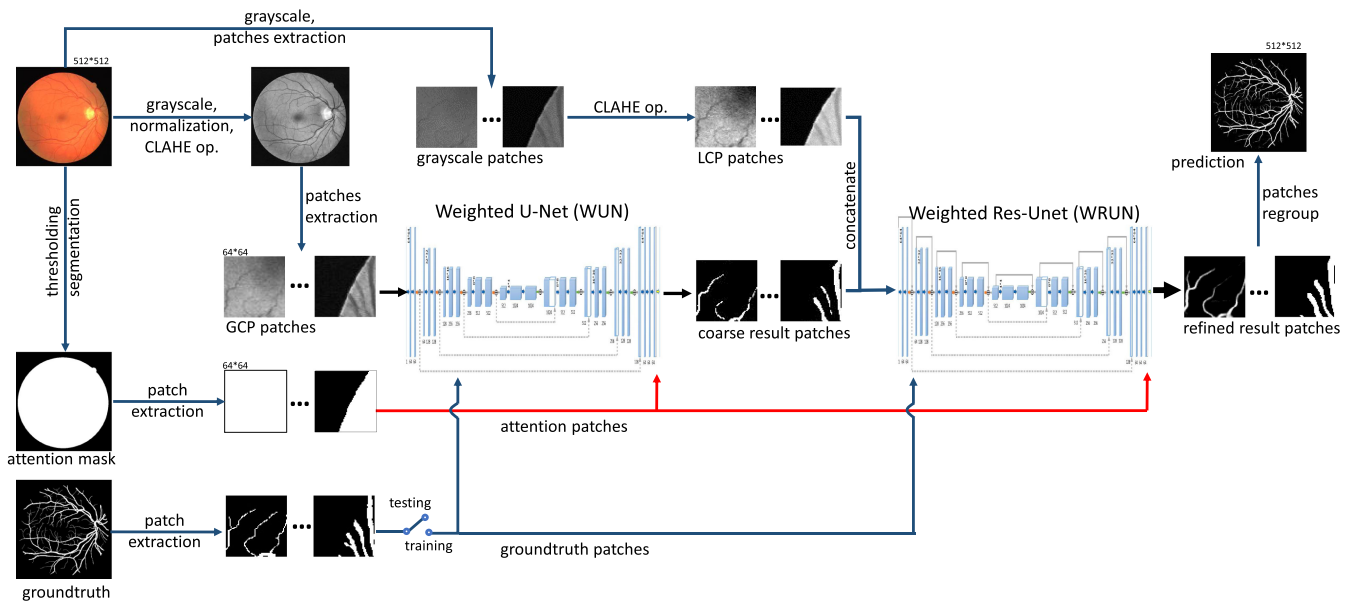 grayscale,
patches extraction
512*512
512*512
grayscale,
normalization,
CLAHE op.
CLAHE op.
grayscale patches
LCP patches
prediction
patches
extraction
thresholding
segmentation
Weighted U-Net (WUN)
concatenate
Weighted Res-Unet (WRUN)
patches
regroup
64*64
GCP patches
coarse result patches
refined result patches
64*64
patch
extraction
attention mask
attention patches
patch
extraction
testing
training
groundtruth patches
groundtruth